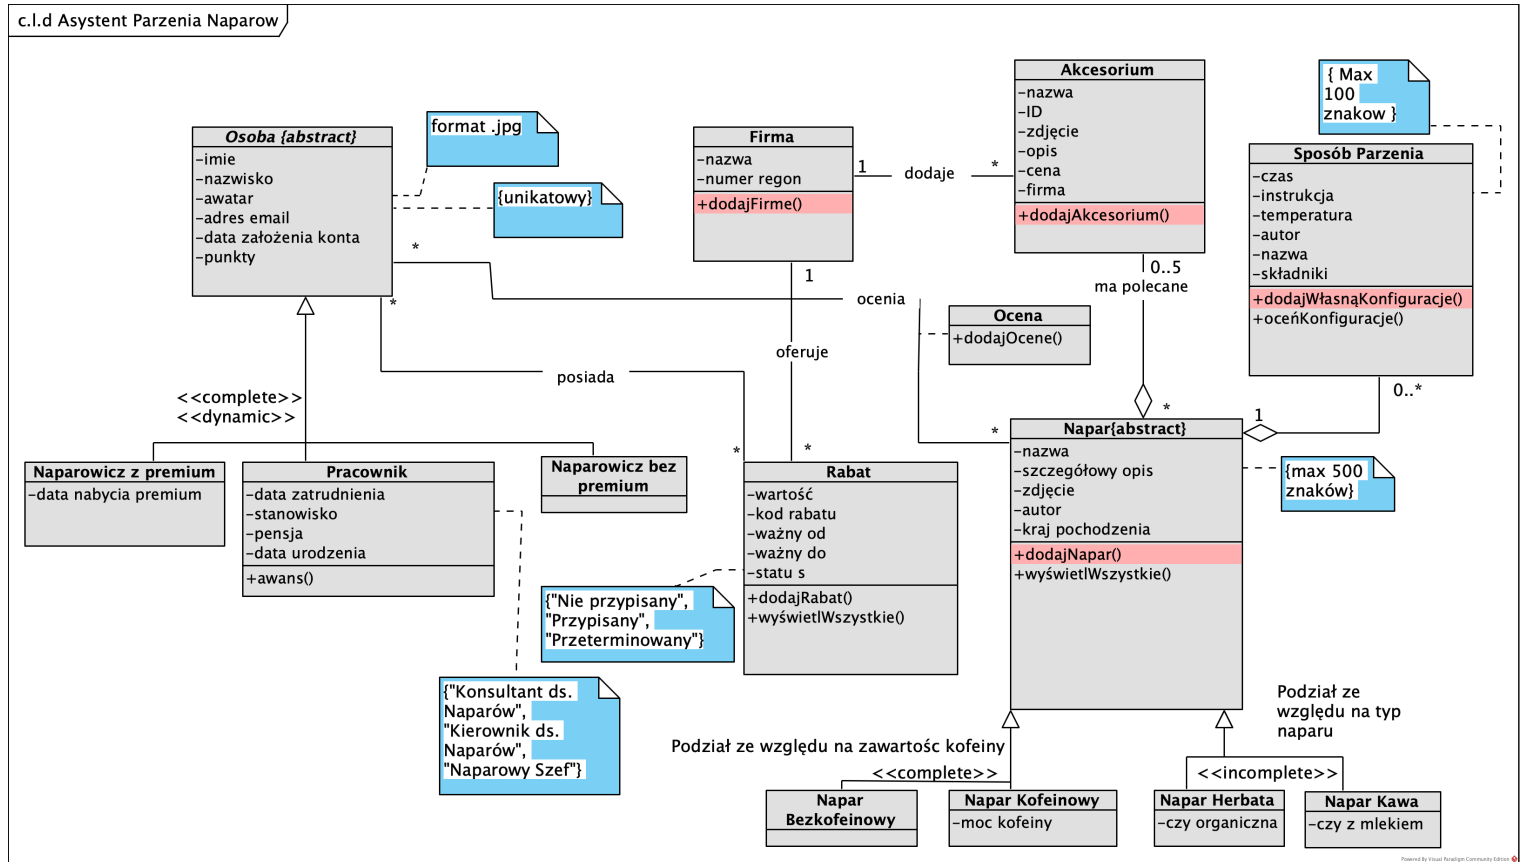 c.l.d Asystent Parzenia Naparow
Osoba {abstract}
-imie
-nazwisko
-awatar
-adres email
-data założenia konta
-punkty
format .jpg
{unikatowy}
Firma
-nazwa
-numer regon
+dodajFirme()
1
dodaje
*
Akcesorium
-nazwa
-ID
-zdjęcie
-opis
-cena
-firma
+dodajAkcesorium()
{ Max
100
znakow }
Sposób Parzenia
-czas
-instrukcja
-temperatura
-autor
-nazwa
-składniki
+dodajWłasnąKonfiguracje()
+oceńKonfiguracje()
*
*
1
0..5
ma polecane
ocenia
Ocena
+dodajOcene()
oferuje
posiada
<<complete>>
<<dynamic>>
0..*
*
1
*
*
*
Naparowicz z premium
-data nabycia premium
Pracownik
-data zatrudnienia
-stanowisko
-pensja
-data urodzenia
+awans()
Naparowicz bez
premium
Rabat
-wartość
-kod rabatu
-ważny od
-ważny do
-statu s
+dodajRabat()
+wyświetlWszystkie()
Napar{abstract}
-nazwa
-szczegółowy opis
-zdjęcie
-autor
-kraj pochodzenia
+dodajNapar()
+wyświetlWszystkie()
{max 500
znaków}
{"Nie przypisany",
"Przypisany",
"Przeterminowany"}
{"Konsultant ds.
Naparów",
"Kierownik ds.
Naparów",
"Naparowy Szef"}
Podział ze względu na zawartośc kofeiny
<<complete>>
Podział ze
względu na typ
naparu
<<incomplete>>
Napar
Bezkofeinowy
Napar Kofeinowy
-moc kofeiny
Napar Herbata
-czy organiczna
Napar Kawa
-czy z mlekiem
Powered By Visual Paradigm Community Edition